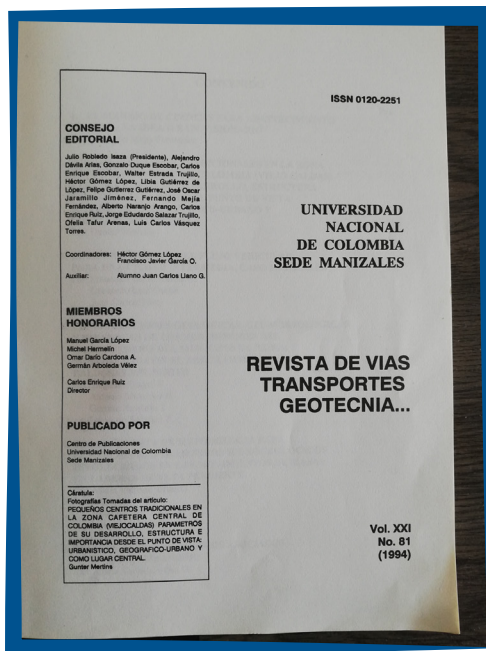 ISSN 0120-2251
CONSEJO
EDITORIAL
Julio Robledo Isaza (Presidente), Alejandro
Dávila Arias, Gonzalo Duque Escobar, Carlos
Enrique Escobar, Walter Estrada Trujillo,
Héctor Gómez López, Libia Gutiérrez de
López, Felipe Gutierrez Gutiérrez, José Oscar
Jaramillo Jiménez, Fernando Mejía
Fernández, Alberto Naranjo Arango, Carlos
Enrique Ruiz, Jorge Edudardo Salazar Trujillo,
Ofelia Tafur Arenas, Luis Carlos Vásquez
Torres.
Coordinadores: Héctor Gómez López
Francisco Javier García O.
Auxiliar: Alumno Juan Carlos Llano G.
MIEMBROS
HONORARIOS
Manuel García López
Michel Hermelín
Omar Darío Cardona A.
Germán Arboleda Vélez
Carlos Enrique Ruiz
Director
PUBLICADO POR
Centro de Publicaciones
Universidad Nacional de Colombia
Sede Manizales
Cáratula:
Fotografías Tomadas del artículo:
PEQUEÑOS CENTROS TRADICIONALES EN
LA ZONA CAFETERA CENTRAL DE
COLOMBIA (VIEJOCALDAS) PARAMETROS
DE SU DESARROLLO, ESTRUCTURA E
IMPORTANCIA DESDE EL PUNTO DE VISTA:
URBANISTICO, GEOGRAFICO-URBANO Y
COMO LUGAR CENTRAL.
Gunter Mertins
UNIVERSIDAD
NACIONAL
DE COLOMBIA
SEDE MANIZALES
REVISTA DE VIAS
TRANSPORTES
GEOTECNIA...
Vol. XXI
No. 81
(1994)